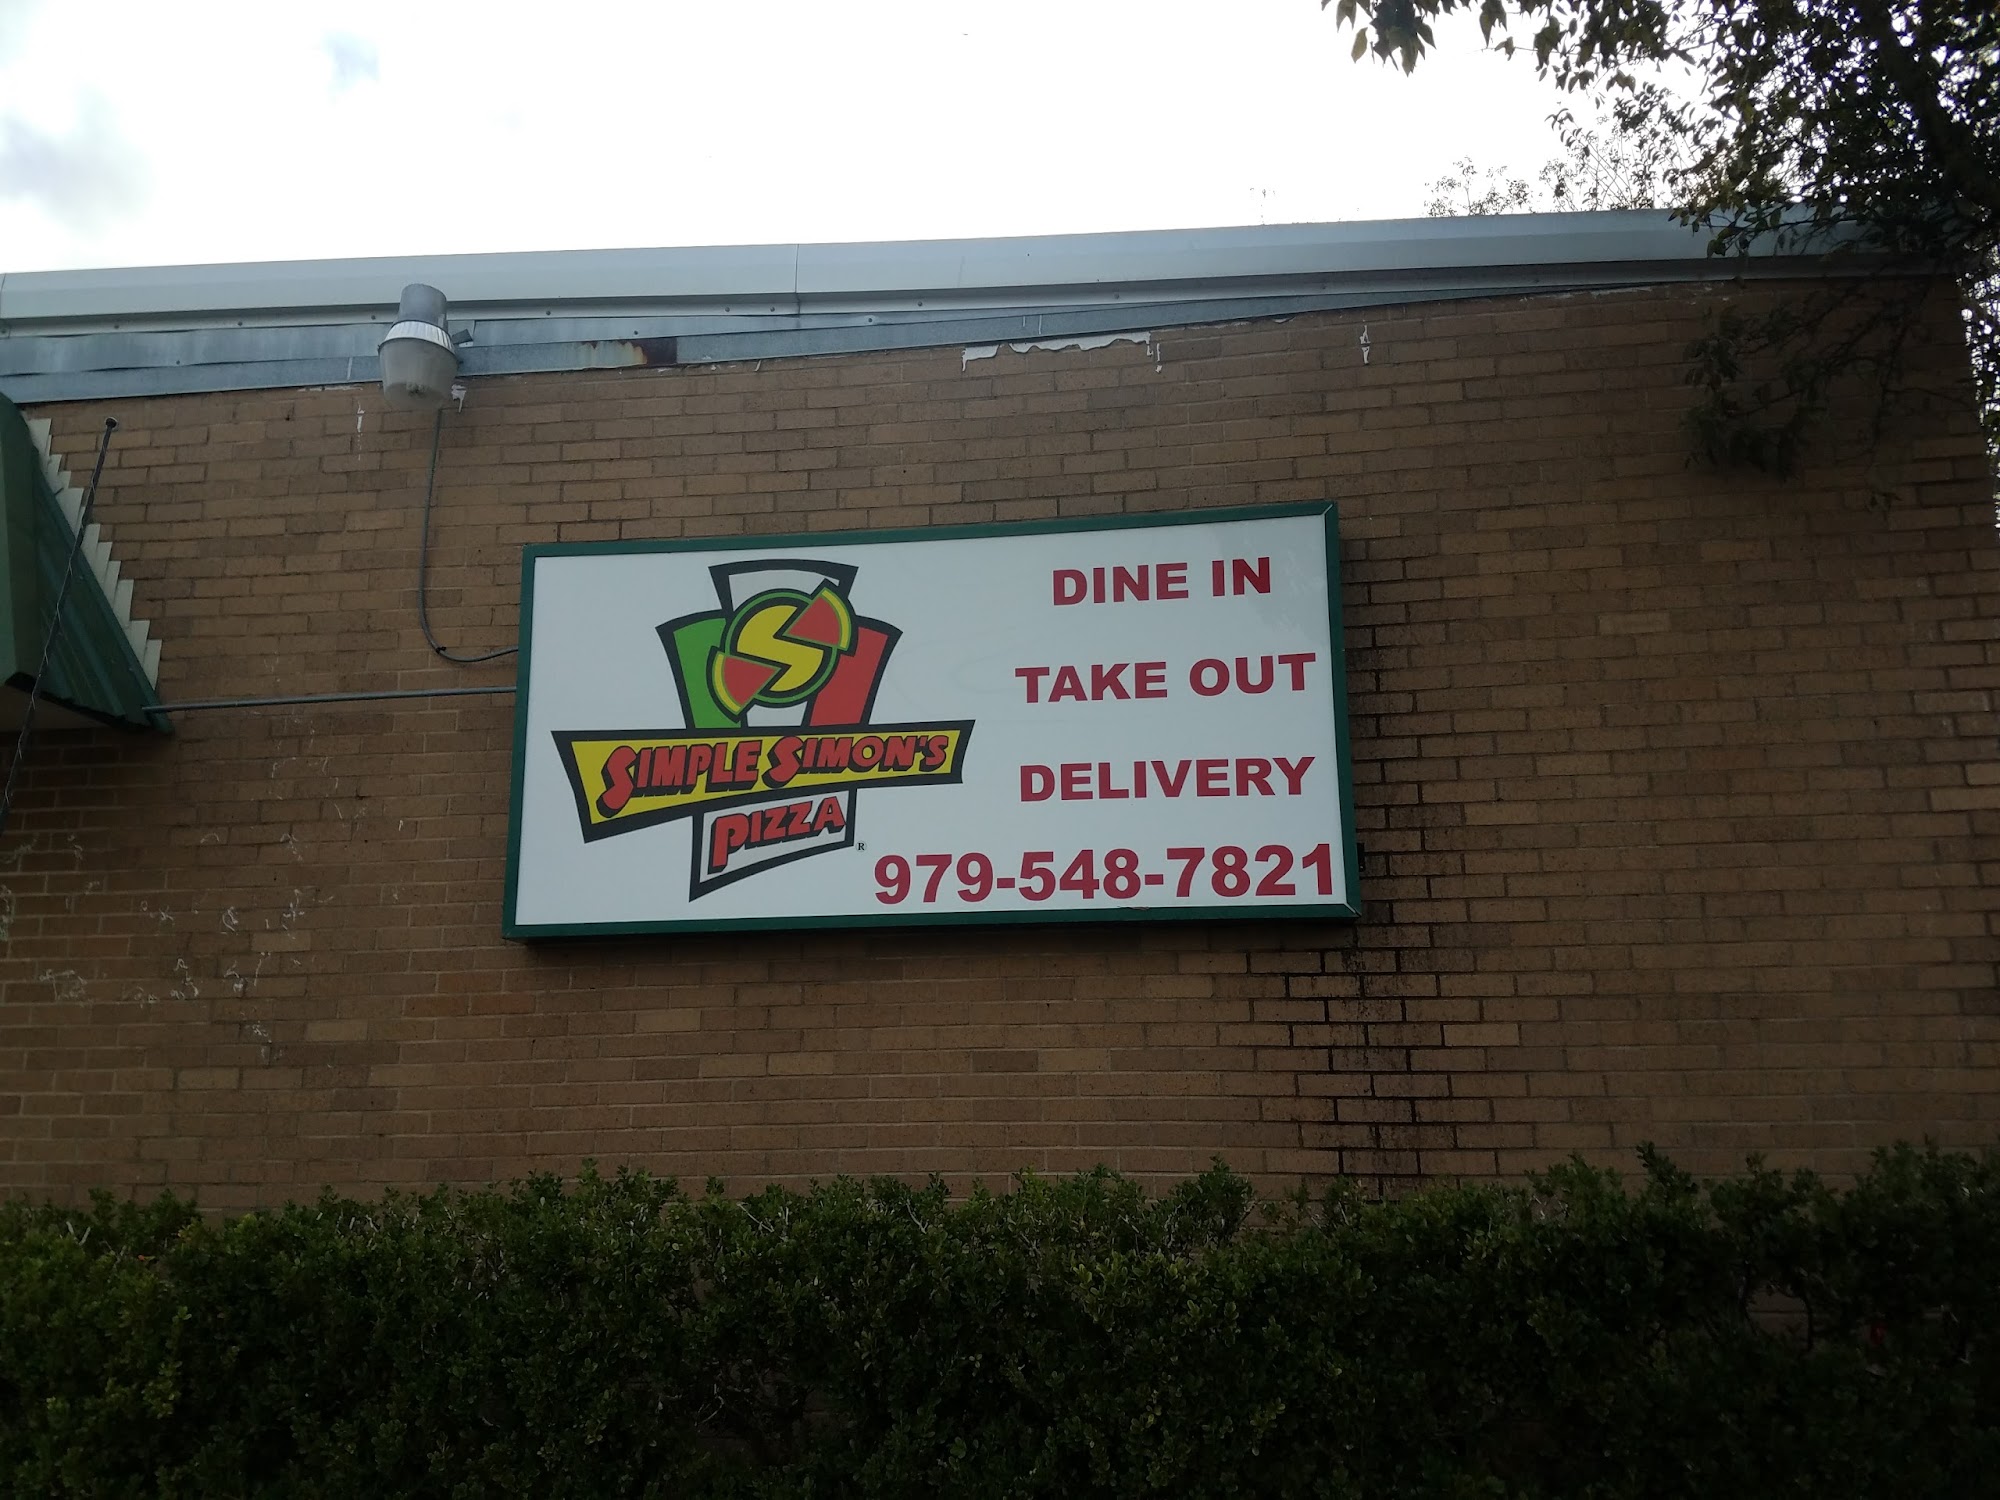 S
SIMPLE SIMON'S
PIZZA
®
DINE IN
TAKE OUT
DELIVERY
979-548-7821